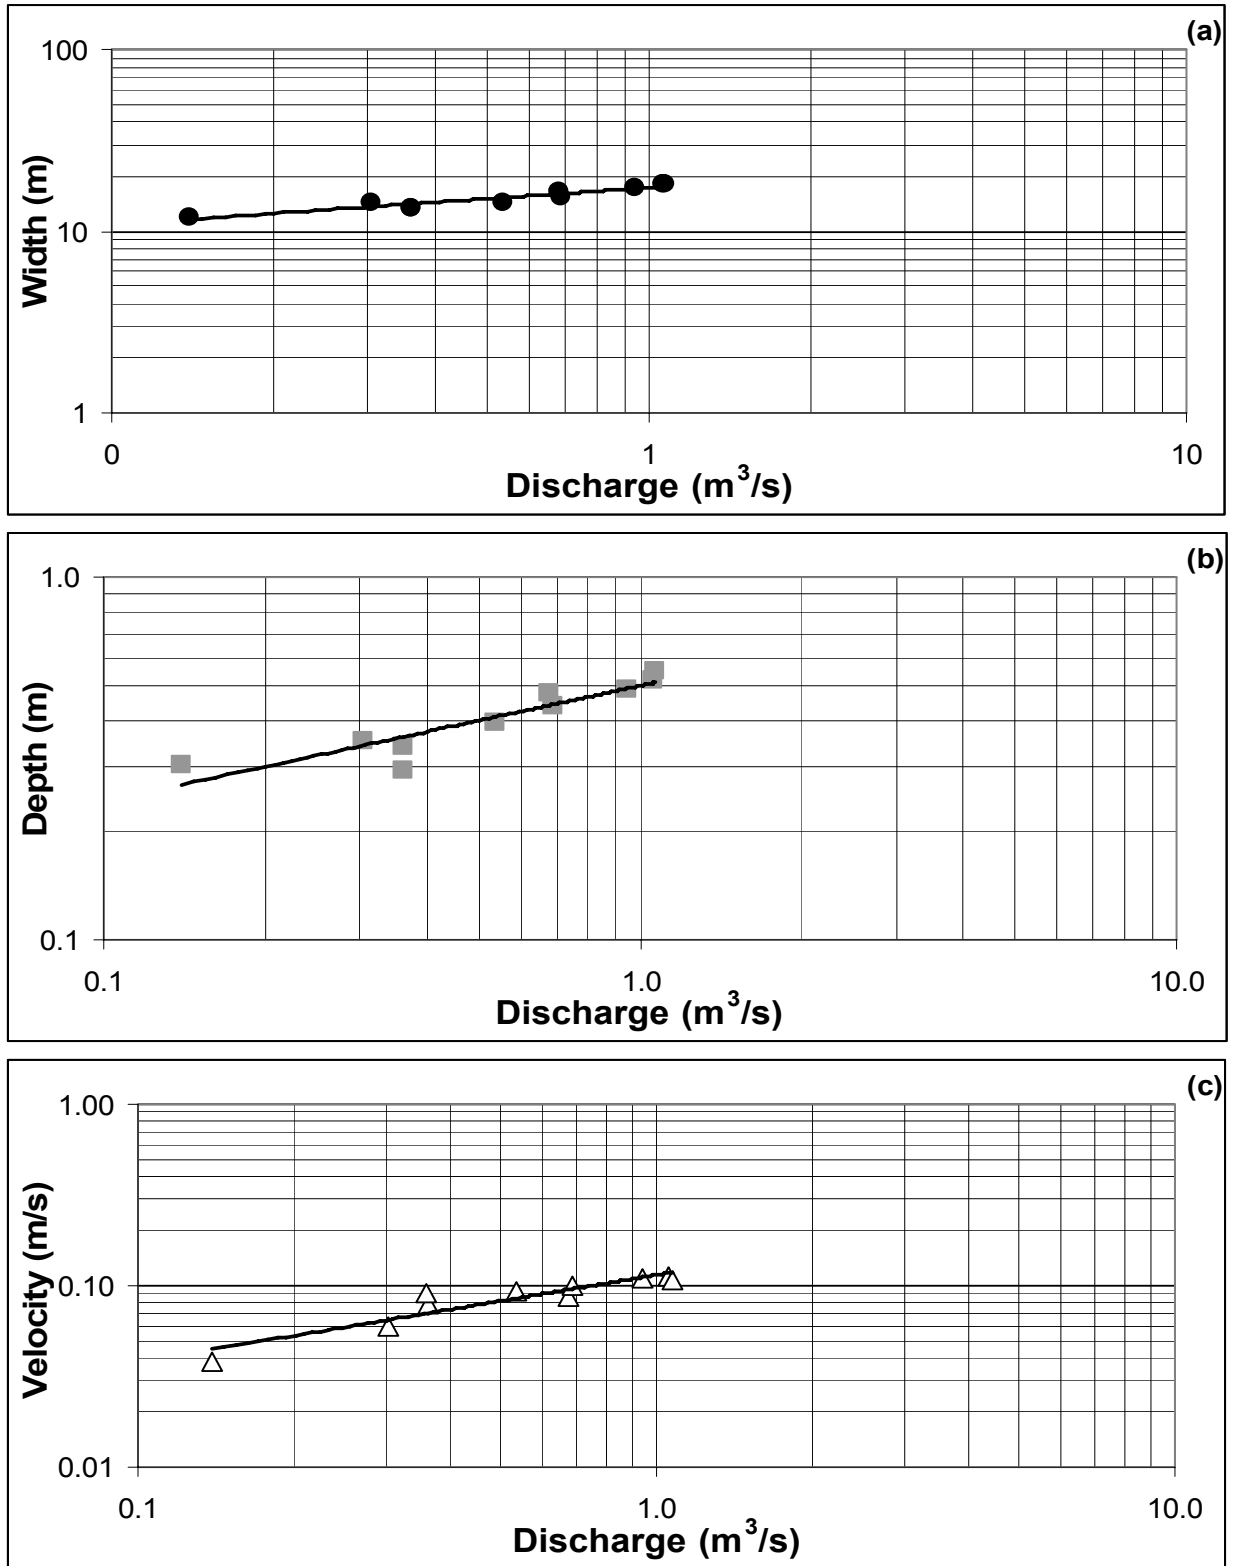 (a)
100
10
1
Width (m)
0 1 10
Discharge (m³/s)
(b)
1.0
0.1
Depth (m)
0.1 1.0 10.0
Discharge (m³/s)
(c)
1.00
0.10
0.01
Velocity (m/s)
0.1 1.0 10.0
Discharge (m³/s)